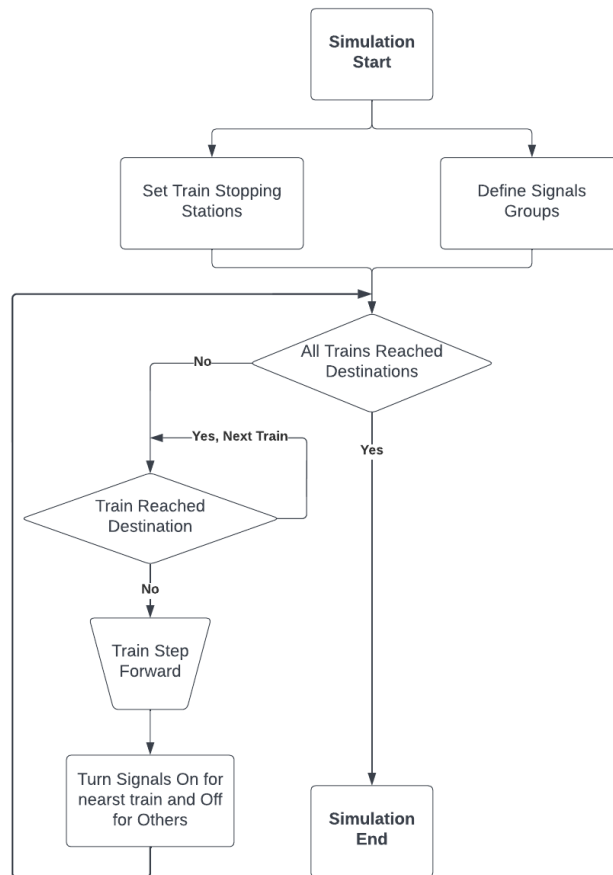 Simulation
Start
Set Train Stopping
Stations
Define Signals
Groups
All Trains Reached
Destinations
No
Yes, Next Train
Yes
Train Reached
Destination
No
Train Step
Forward
Turn Signals On for
nearst train and Off
for Others
Simulation
End